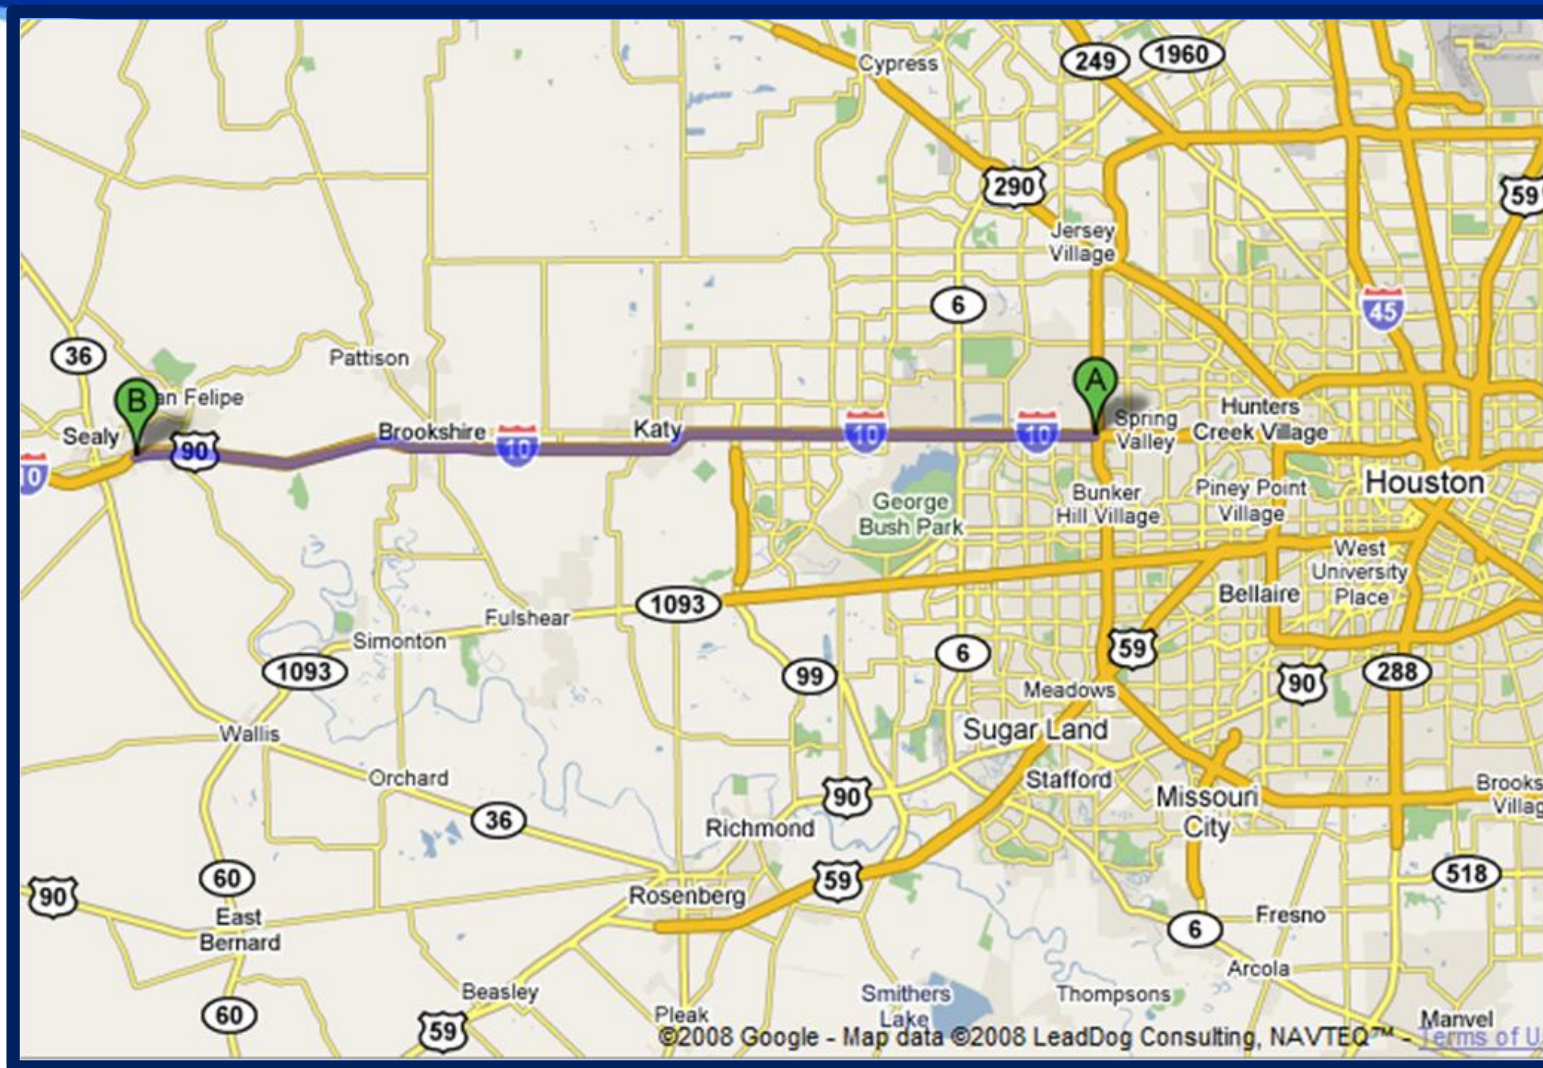 249
1960
Cypress
290
59
Jersey
Village
6
45
36
Pattison
B
A
an Felipe
Sealy
90
Brookshire
10
Katy
10
10
Spring
Valley
Hunters
Creek Village
10
George
Bush Park
Bunker
Hill Village
Piney Point
Village
Houston
West
University
Place
Bellaire
1093
Fulshear
Simonton
1093
6
59
99
90
288
Meadows
Wallis
Sugar Land
Orchard
Stafford
36
90
Missouri
City
Brooks
Villag
Richmond
60
90
59
518
Rosenberg
East
Bernard
6
Fresno
Arcola
Beasley
60
59
Pleak
Smithers
Lake
Thompsons
Manvel
©2008 Google - Map data ©2008 LeadDog Consulting, NAVTEQ™ - Terms of U